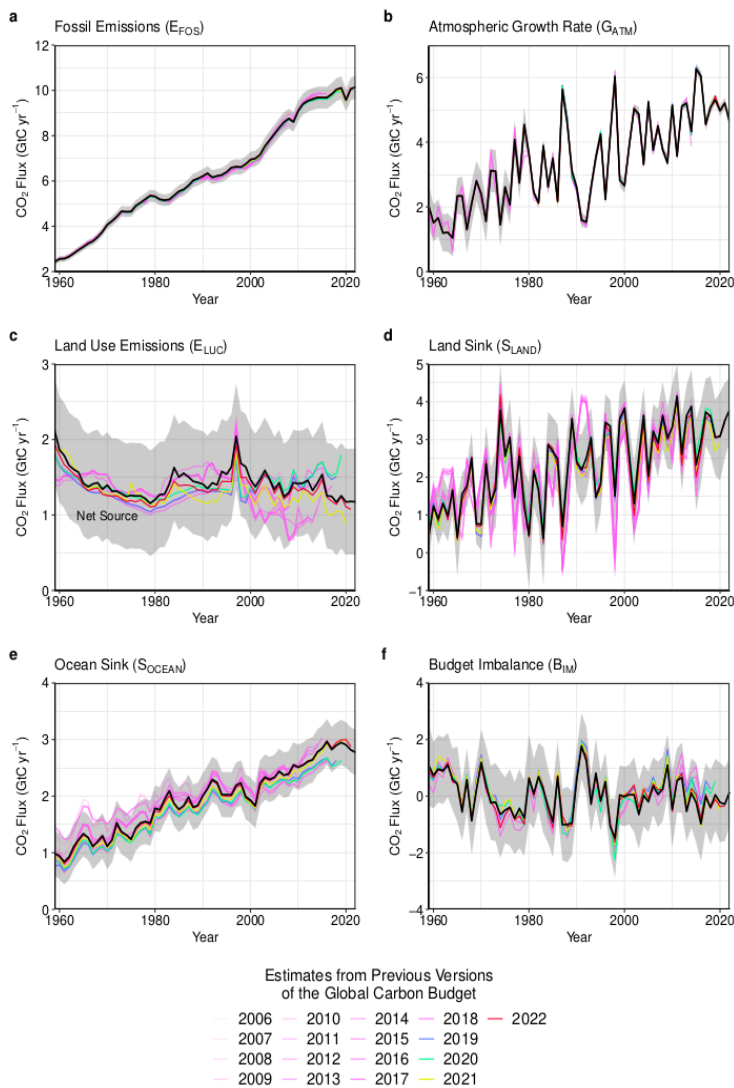 a
Fossil Emissions (E_FOS)
CO2 Flux (GtC yr−1)
12
10
8
6
4
2
1960 1980 2000 2020
Year
b
Atmospheric Growth Rate (G_ATM)
CO2 Flux (GtC yr−1)
6
4
2
0
1960 1980 2000 2020
Year
c
Land Use Emissions (E_LUC)
CO2 Flux (GtC yr−1)
3
2
1
0
Net Source
1960 1980 2000 2020
Year
d
Land Sink (S_LAND)
CO2 Flux (GtC yr−1)
5
4
3
2
1
0
−1
1960 1980 2000 2020
Year
e
Ocean Sink (S_OCEAN)
CO2 Flux (GtC yr−1)
4
3
2
1
0
1960 1980 2000 2020
Year
f
Budget Imbalance (B_IM)
CO2 Flux (GtC yr−1)
4
2
0
−2
−4
1960 1980 2000 2020
Year
Estimates from Previous Versions
of the Global Carbon Budget
2006 2010 2014 2018 2022
2007 2011 2015 2019
2008 2012 2016 2020
2009 2013 2017 2021